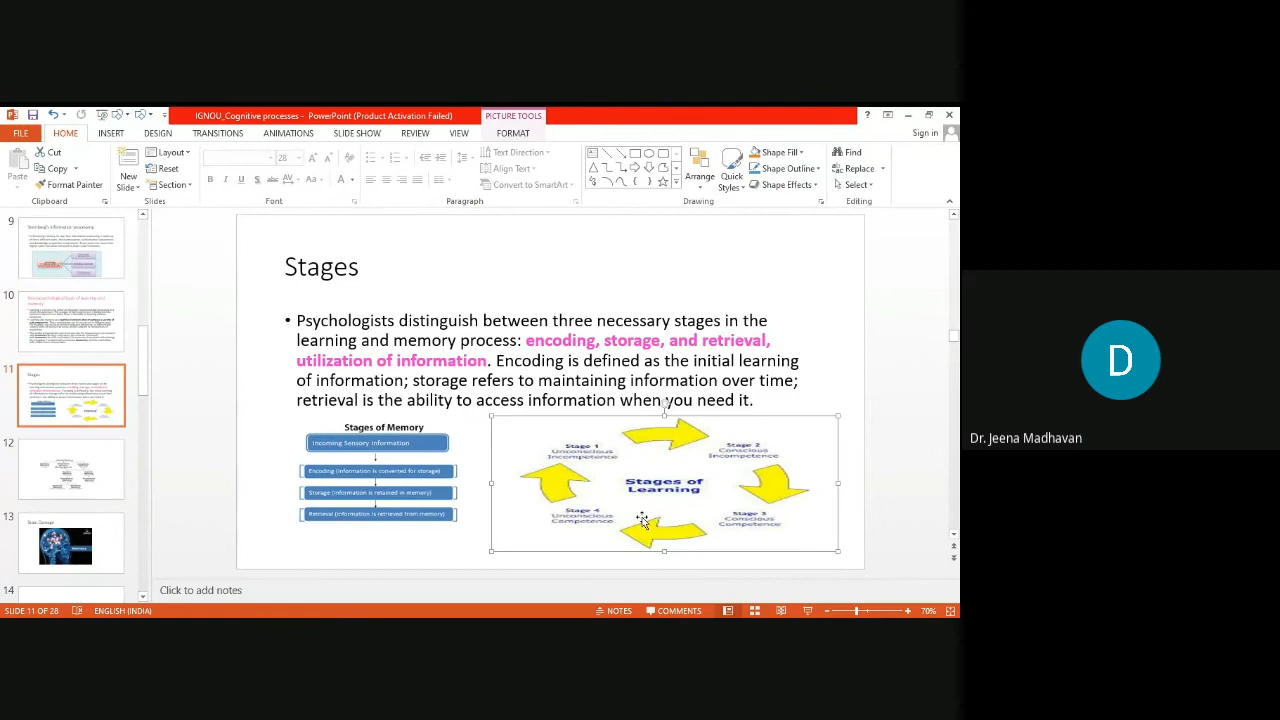 IGNOU_Cognitive processes - PowerPoint (Product Activation Failed)
PICTURE TOOLS
FILE HOME INSERT DESIGN TRANSITIONS ANIMATIONS SLIDE SHOW REVIEW VIEW FORMAT
Sign in
Paste
Cut
Copy
Format Painter
Clipboard
New
Slide
Layout
Reset
Section
Slides
28
Font
Text Direction
Align Text
Convert to SmartArt
Paragraph
Arrange
Quick
Styles
Shape Fill
Shape Outline
Shape Effects
Drawing
Find
Replace
Select
Editing
9
10
11
12
13
14
Stages
• Psychologists distinguish between three necessary stages in the
learning and memory process: encoding, storage, and retrieval,
utilization of information. Encoding is defined as the initial learning
of information; storage refers to maintaining information over time;
retrieval is the ability to access information when you need it.
Stages of Memory
Incoming Sensory Information
Encoding (Information is converted for storage)
Storage (Information is retained in memory)
Retrieval (Information is retrieved from memory)
Stage 1
Unconscious
Incompetence
Stage 2
Conscious
Incompetence
Stages of
Learning
Stage 4
Unconscious
Competence
Stage 3
Conscious
Competence
Click to add notes
SLIDE 11 OF 28 ENGLISH (INDIA)
NOTES COMMENTS 70%
D
Dr. Jeena Madhavan